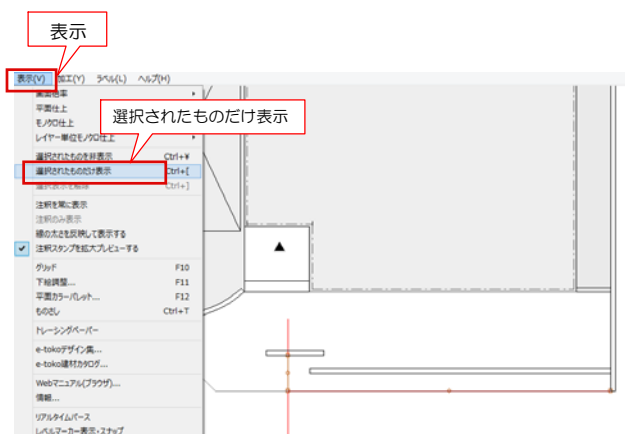 表示
表示(V) 加工(Y) ラベル(L) ヘルプ(H)
画面倍率
平面仕上
モノクロ仕上
選択されたものだけ表示
レイヤー単位モノクロ仕上
選択されたものを非表示 Ctrl+¥
選択されたものだけ表示 Ctrl+[
選択表示を解除 Ctrl+]
注釈を常に表示
注釈のみ表示
線の太さを反映して表示する
注釈スタンプを拡大プレビューする
グリッド F10
下絵調整... F11
平面カラーパレット... F12
ものさし Ctrl+T
トレーシングペーパー
e-tokoデザイン集...
e-toko建材カタログ...
Webマニュアル(ブラウザ)...
情報...
リアルタイムパース
レベルマーカー表示・スナップ